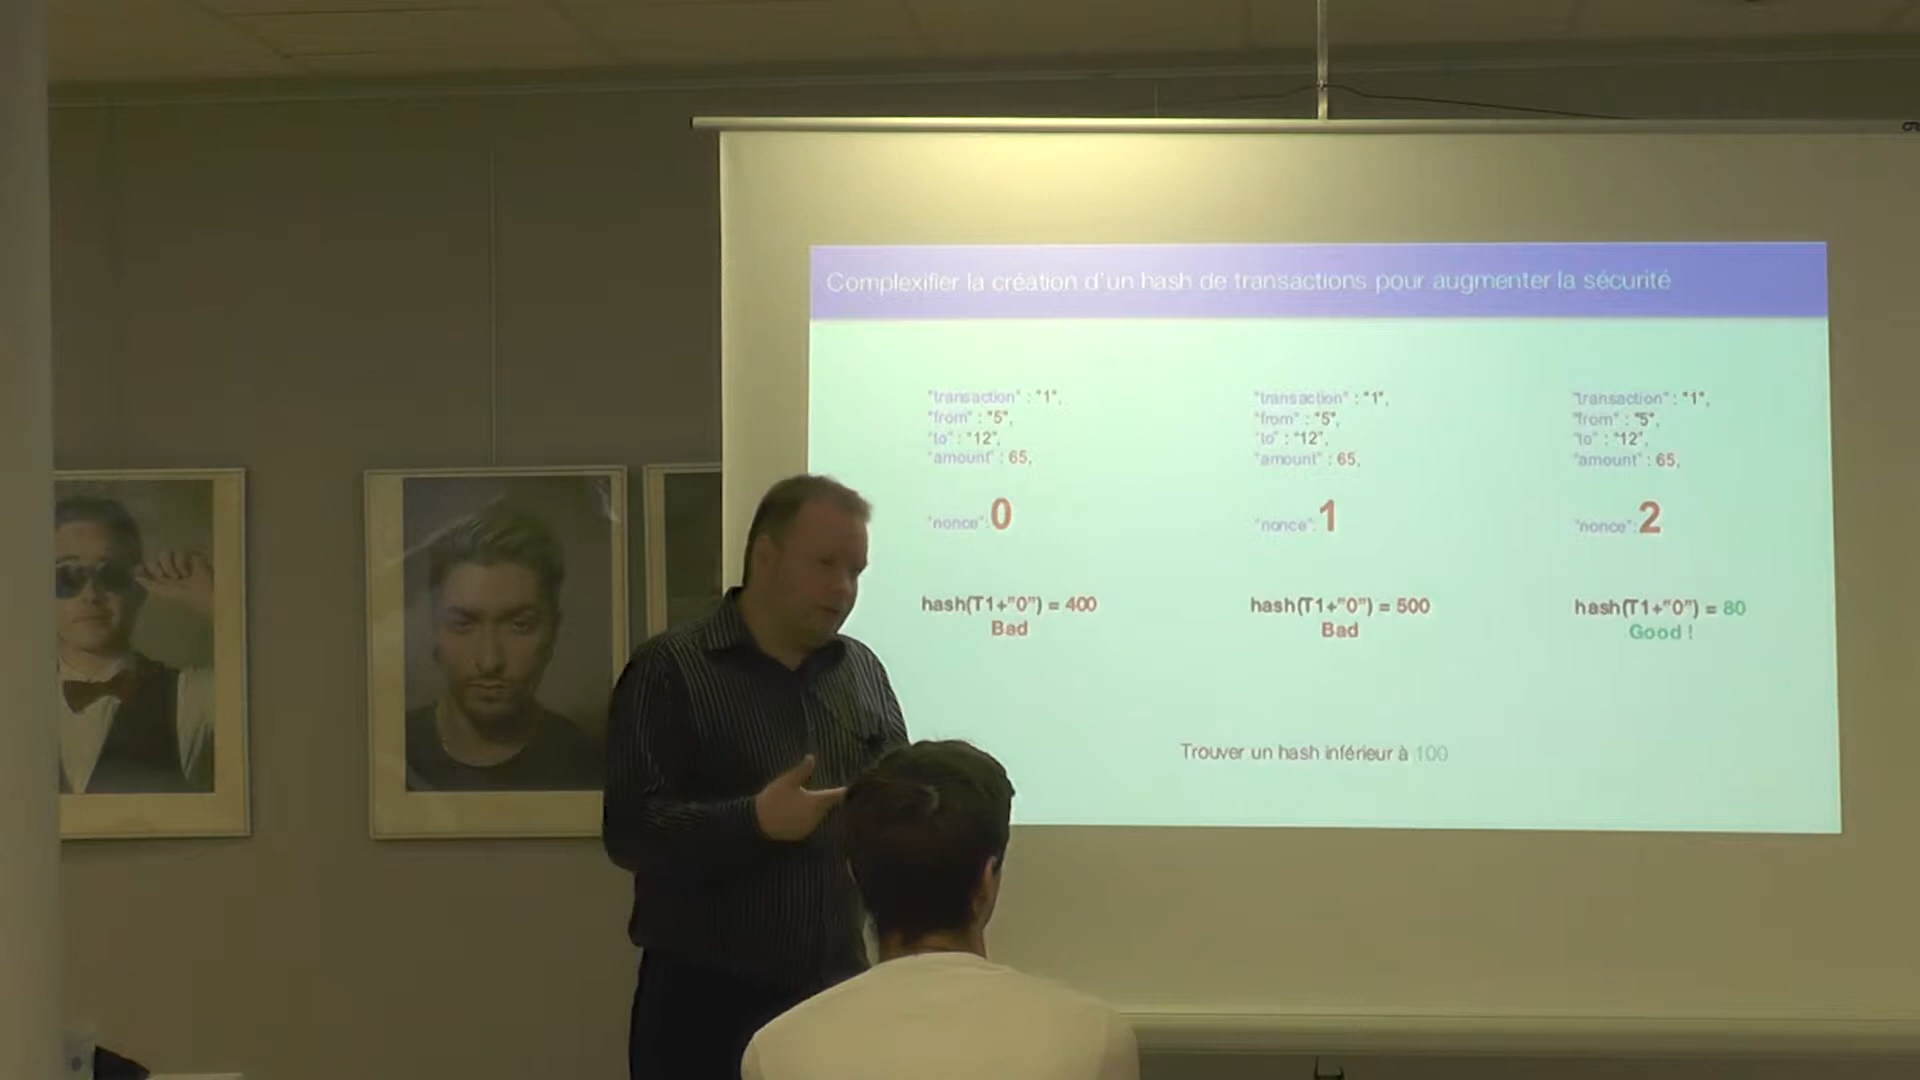 Complexifier la création d'un hash de transactions pour augmenter la sécurité
"transaction" : "1",
"from" : "5",
"to" : "12",
"amount" : 65,
"nonce": 0
hash(T1+"0") = 400
Bad
"transaction" : "1",
"from" : "5",
"to" : "12",
"amount" : 65,
"nonce": 1
hash(T1+"0") = 500
Bad
"transaction" : "1",
"from" : "5",
"to" : "12",
"amount" : 65,
"nonce": 2
hash(T1+"0") = 80
Good !
Trouver un hash inférieur à 100